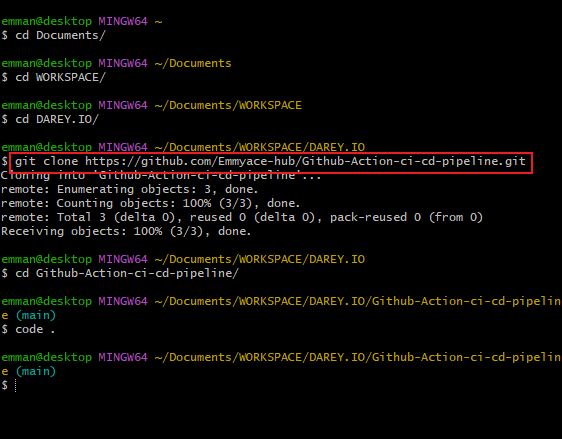 emman@desktop MINGW64 ~
$ cd Documents/
emman@desktop MINGW64 ~/Documents
$ cd WORKSPACE/
emman@desktop MINGW64 ~/Documents/WORKSPACE
$ cd DAREY.IO/
emman@desktop MINGW64 ~/Documents/WORKSPACE/DAREY.IO
$ git clone https://github.com/Emmyace-hub/Github-Action-ci-cd-pipeline.git
Cloning into 'Github-Action-ci-cd-pipeline'...
remote: Enumerating objects: 3, done.
remote: Counting objects: 100% (3/3), done.
remote: Total 3 (delta 0), reused 0 (delta 0), pack-reused 0 (from 0)
Receiving objects: 100% (3/3), done.
emman@desktop MINGW64 ~/Documents/WORKSPACE/DAREY.IO
$ cd Github-Action-ci-cd-pipeline/
emman@desktop MINGW64 ~/Documents/WORKSPACE/DAREY.IO/Github-Action-ci-cd-pipelin
e (main)
$ code .
emman@desktop MINGW64 ~/Documents/WORKSPACE/DAREY.IO/Github-Action-ci-cd-pipelin
e (main)
$